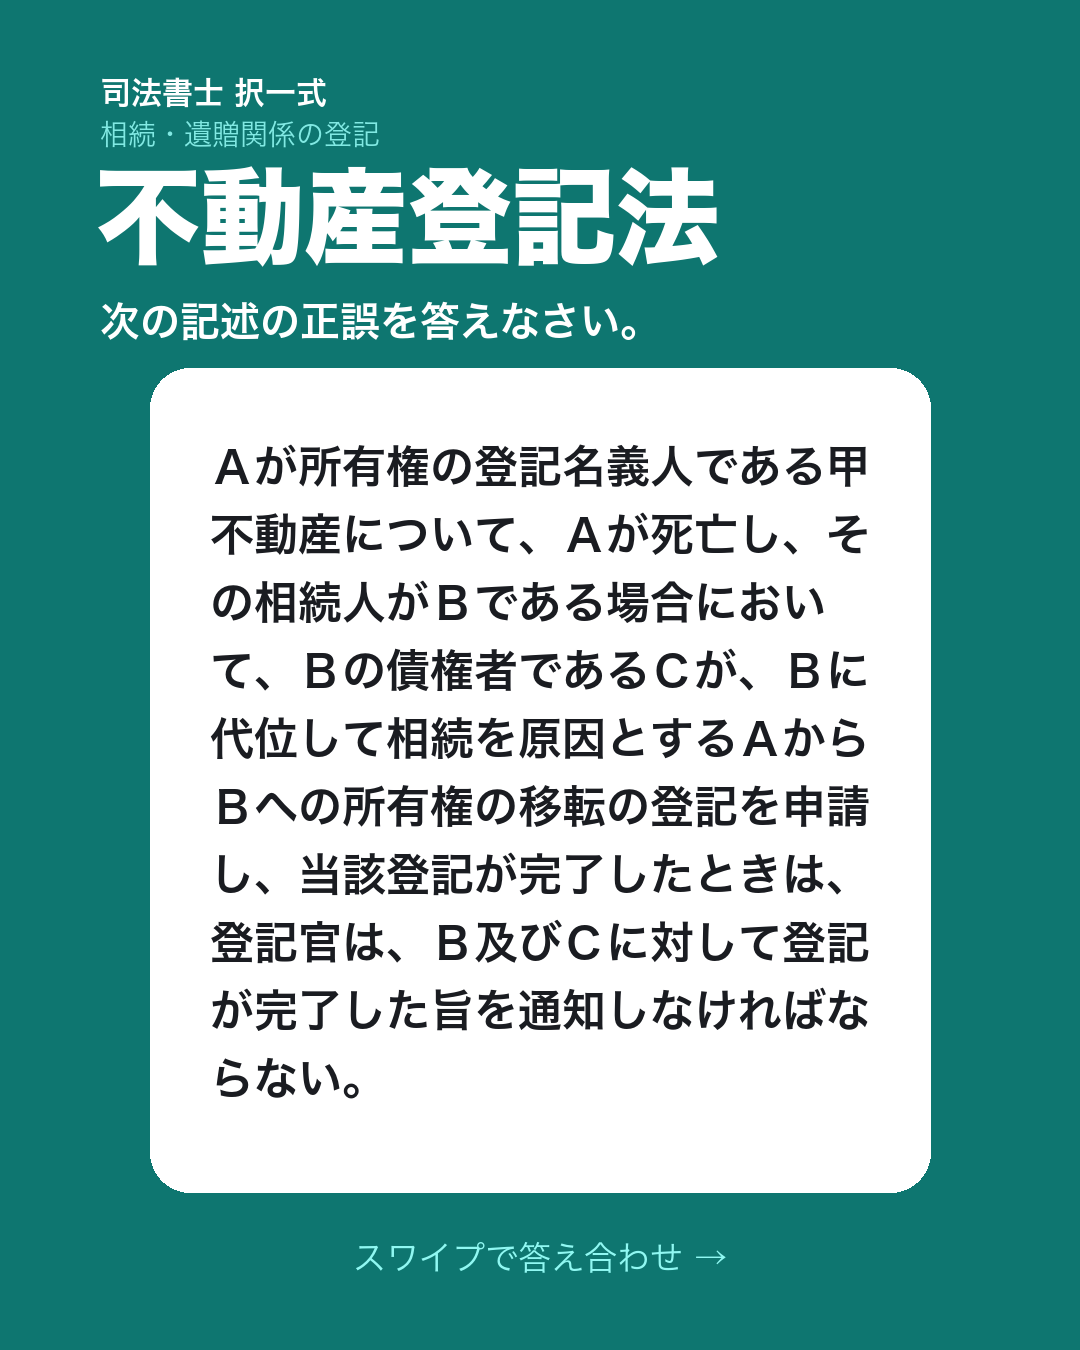 司法書士 択一式
相続・遺贈関係の登記
不動産登記法
次の記述の正誤を答えなさい。
Ａが所有権の登記名義人である甲
不動産について、Ａが死亡し、そ
の相続人がＢである場合におい
て、Ｂの債権者であるＣが、Ｂに
代位して相続を原因とするＡから
Ｂへの所有権の移転の登記を申請
し、当該登記が完了したときは、
登記官は、Ｂ及びＣに対して登記
が完了した旨を通知しなければな
らない。
スワイプで答え合わせ →